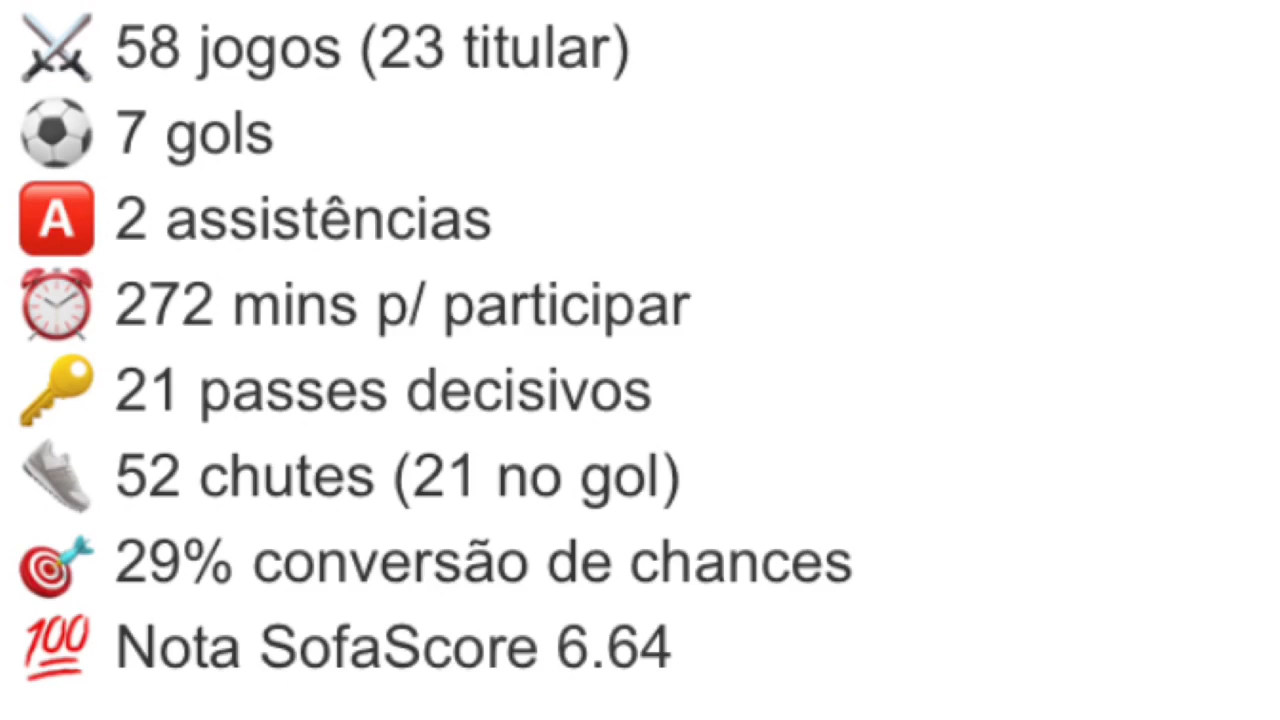 ⚔️ 58 jogos (23 titular)
⚽ 7 gols
🅰️ 2 assistências
⏰ 272 mins p/ participar
🔑 21 passes decisivos
👟 52 chutes (21 no gol)
🎯 29% conversão de chances
💯 Nota SofaScore 6.64